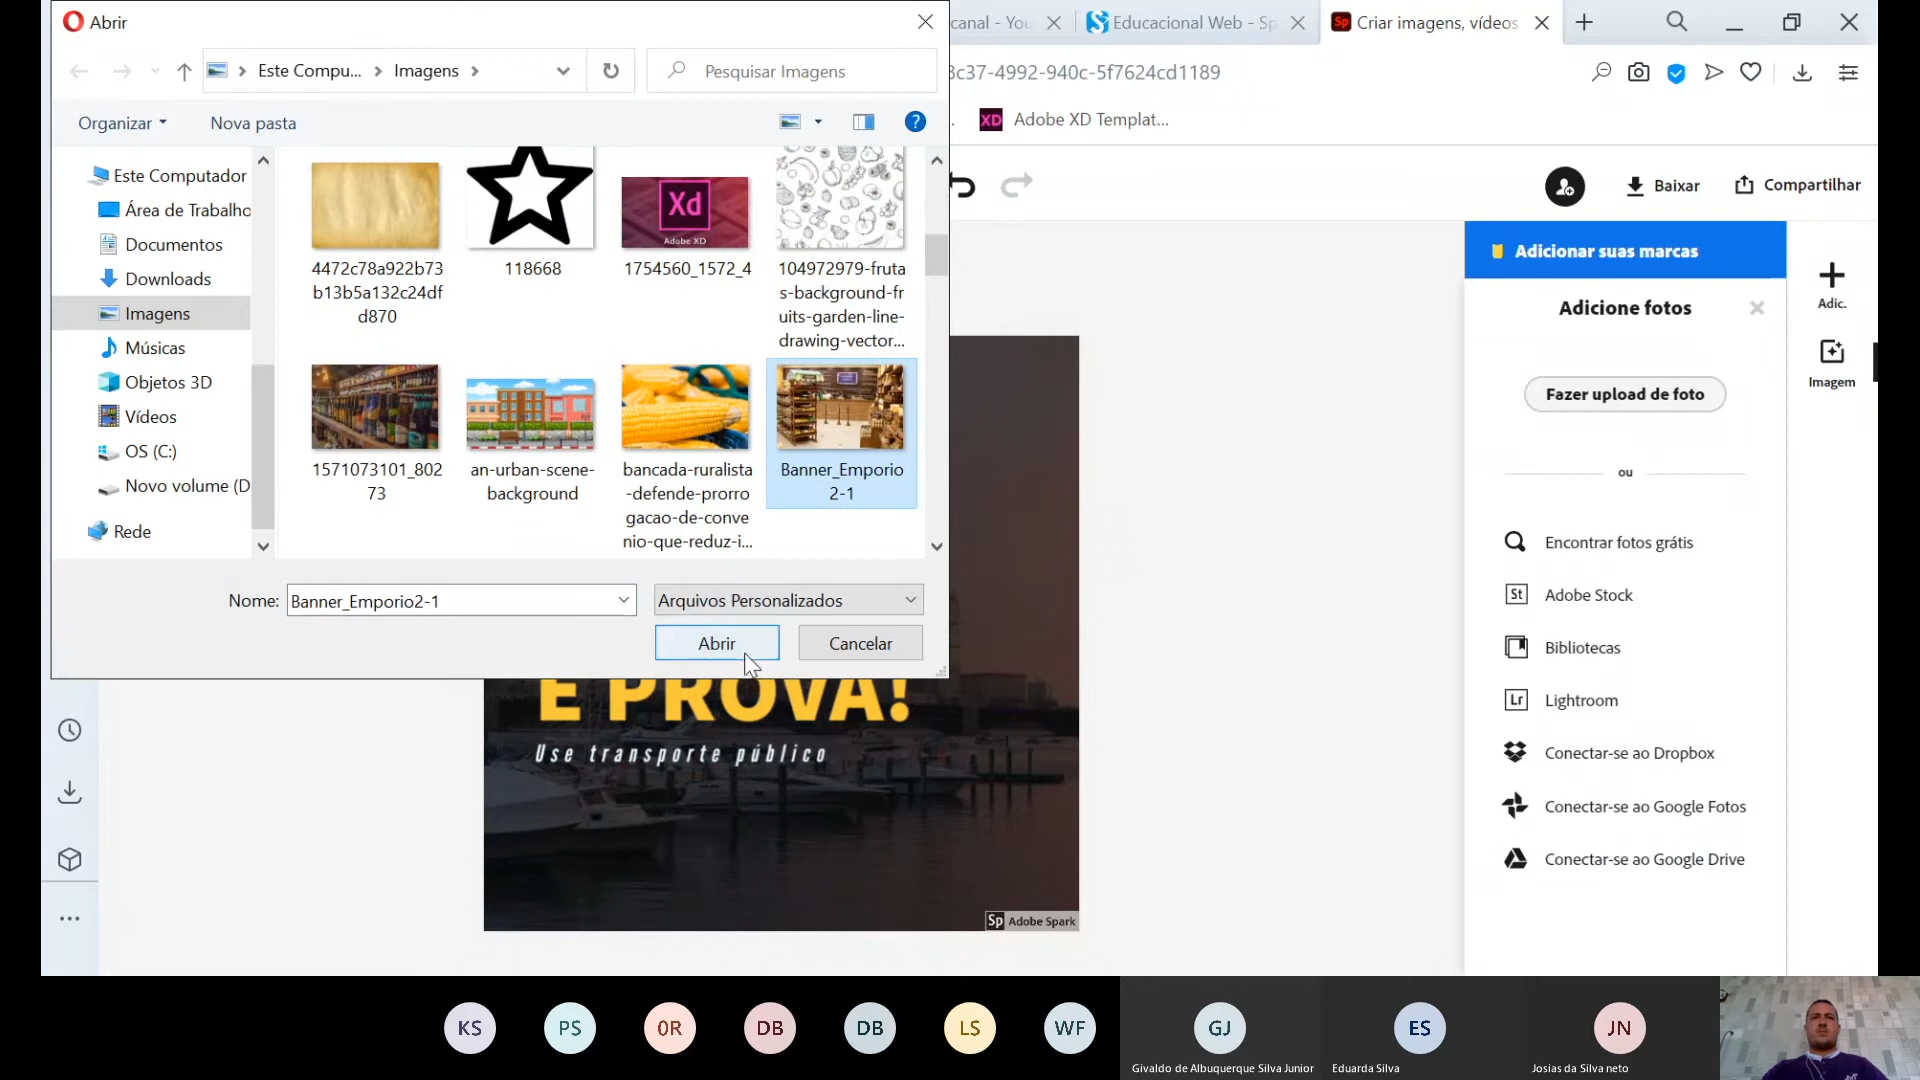 Abrir
canal - You
Educacional Web - Sp
Sp Criar imagens, vídeos
Este Compu...
Imagens
Pesquisar Imagens
3c37-4992-940c-5f7624cd1189
Organizar
Nova pasta
XD Adobe XD Templat...
Este Computador
Área de Trabalho
Documentos
Downloads
Imagens
Músicas
Objetos 3D
Vídeos
OS (C:)
Novo volume (D
Rede
4472c78a922b73
b13b5a132c24df
d870
118668
Xd
Adobe XD
1754560_1572_4
104972979-fruta
s-background-fr
uits-garden-line-
drawing-vector...
1571073101_802
73
an-urban-scene-
background
bancada-ruralista
-defende-prorro
gacao-de-conve
nio-que-reduz-i...
Banner_Emporio
2-1
Nome:
Banner_Emporio2-1
Arquivos Personalizados
Abrir
Cancelar
Baixar
Compartilhar
Adicionar suas marcas
Adicione fotos
Fazer upload de foto
ou
Encontrar fotos grátis
St Adobe Stock
Bibliotecas
Lr Lightroom
Conectar-se ao Dropbox
Conectar-se ao Google Fotos
Conectar-se ao Google Drive
Adic.
Imagem
E PROVA!
Use transporte público
Sp Adobe Spark
KS
PS
0R
DB
DB
LS
WF
GJ
Givaldo de Albuquerque Silva Junior
ES
Eduarda Silva
JN
Josias da Silva neto